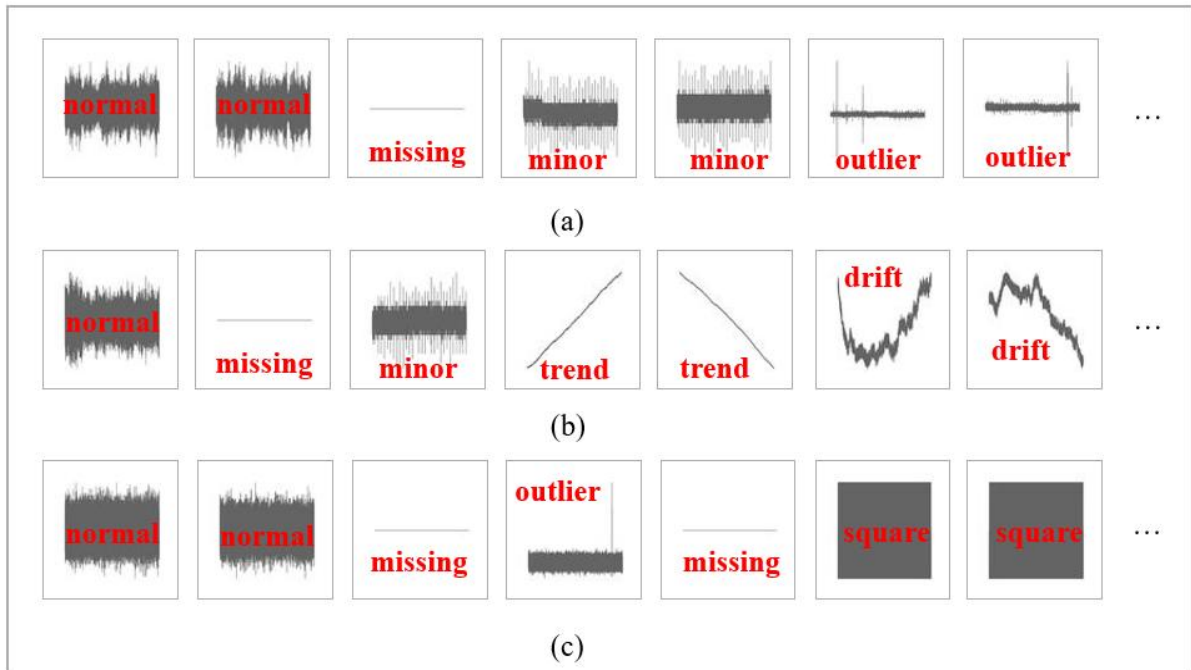 normal normal missing minor minor outlier outlier ...
(a)
normal missing minor trend trend drift drift ...
(b)
normal normal missing outlier missing square square ...
(c)